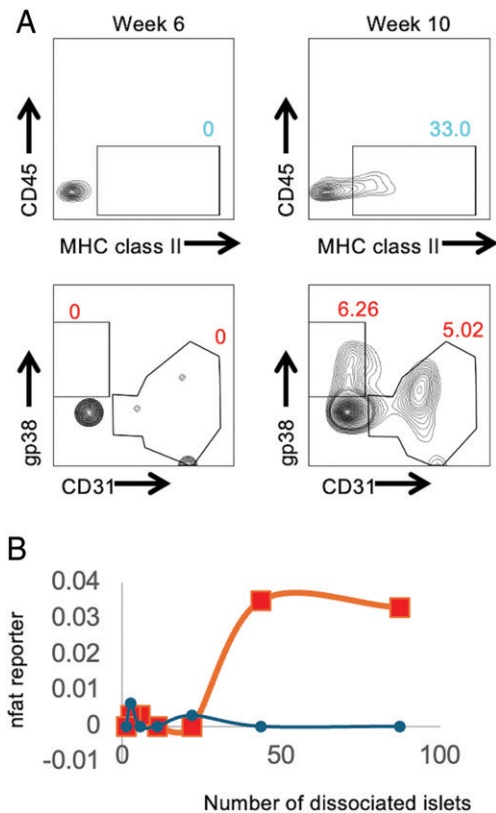 A
Week 6 Week 10
0 33.0
CD45 CD45
MHC class II MHC class II
0 0 6.26 5.02
gp38 gp38
CD31 CD31
B
nfat reporter
0.04
0.03
0.02
0.01
0
-0.01
0 50 100
Number of dissociated islets